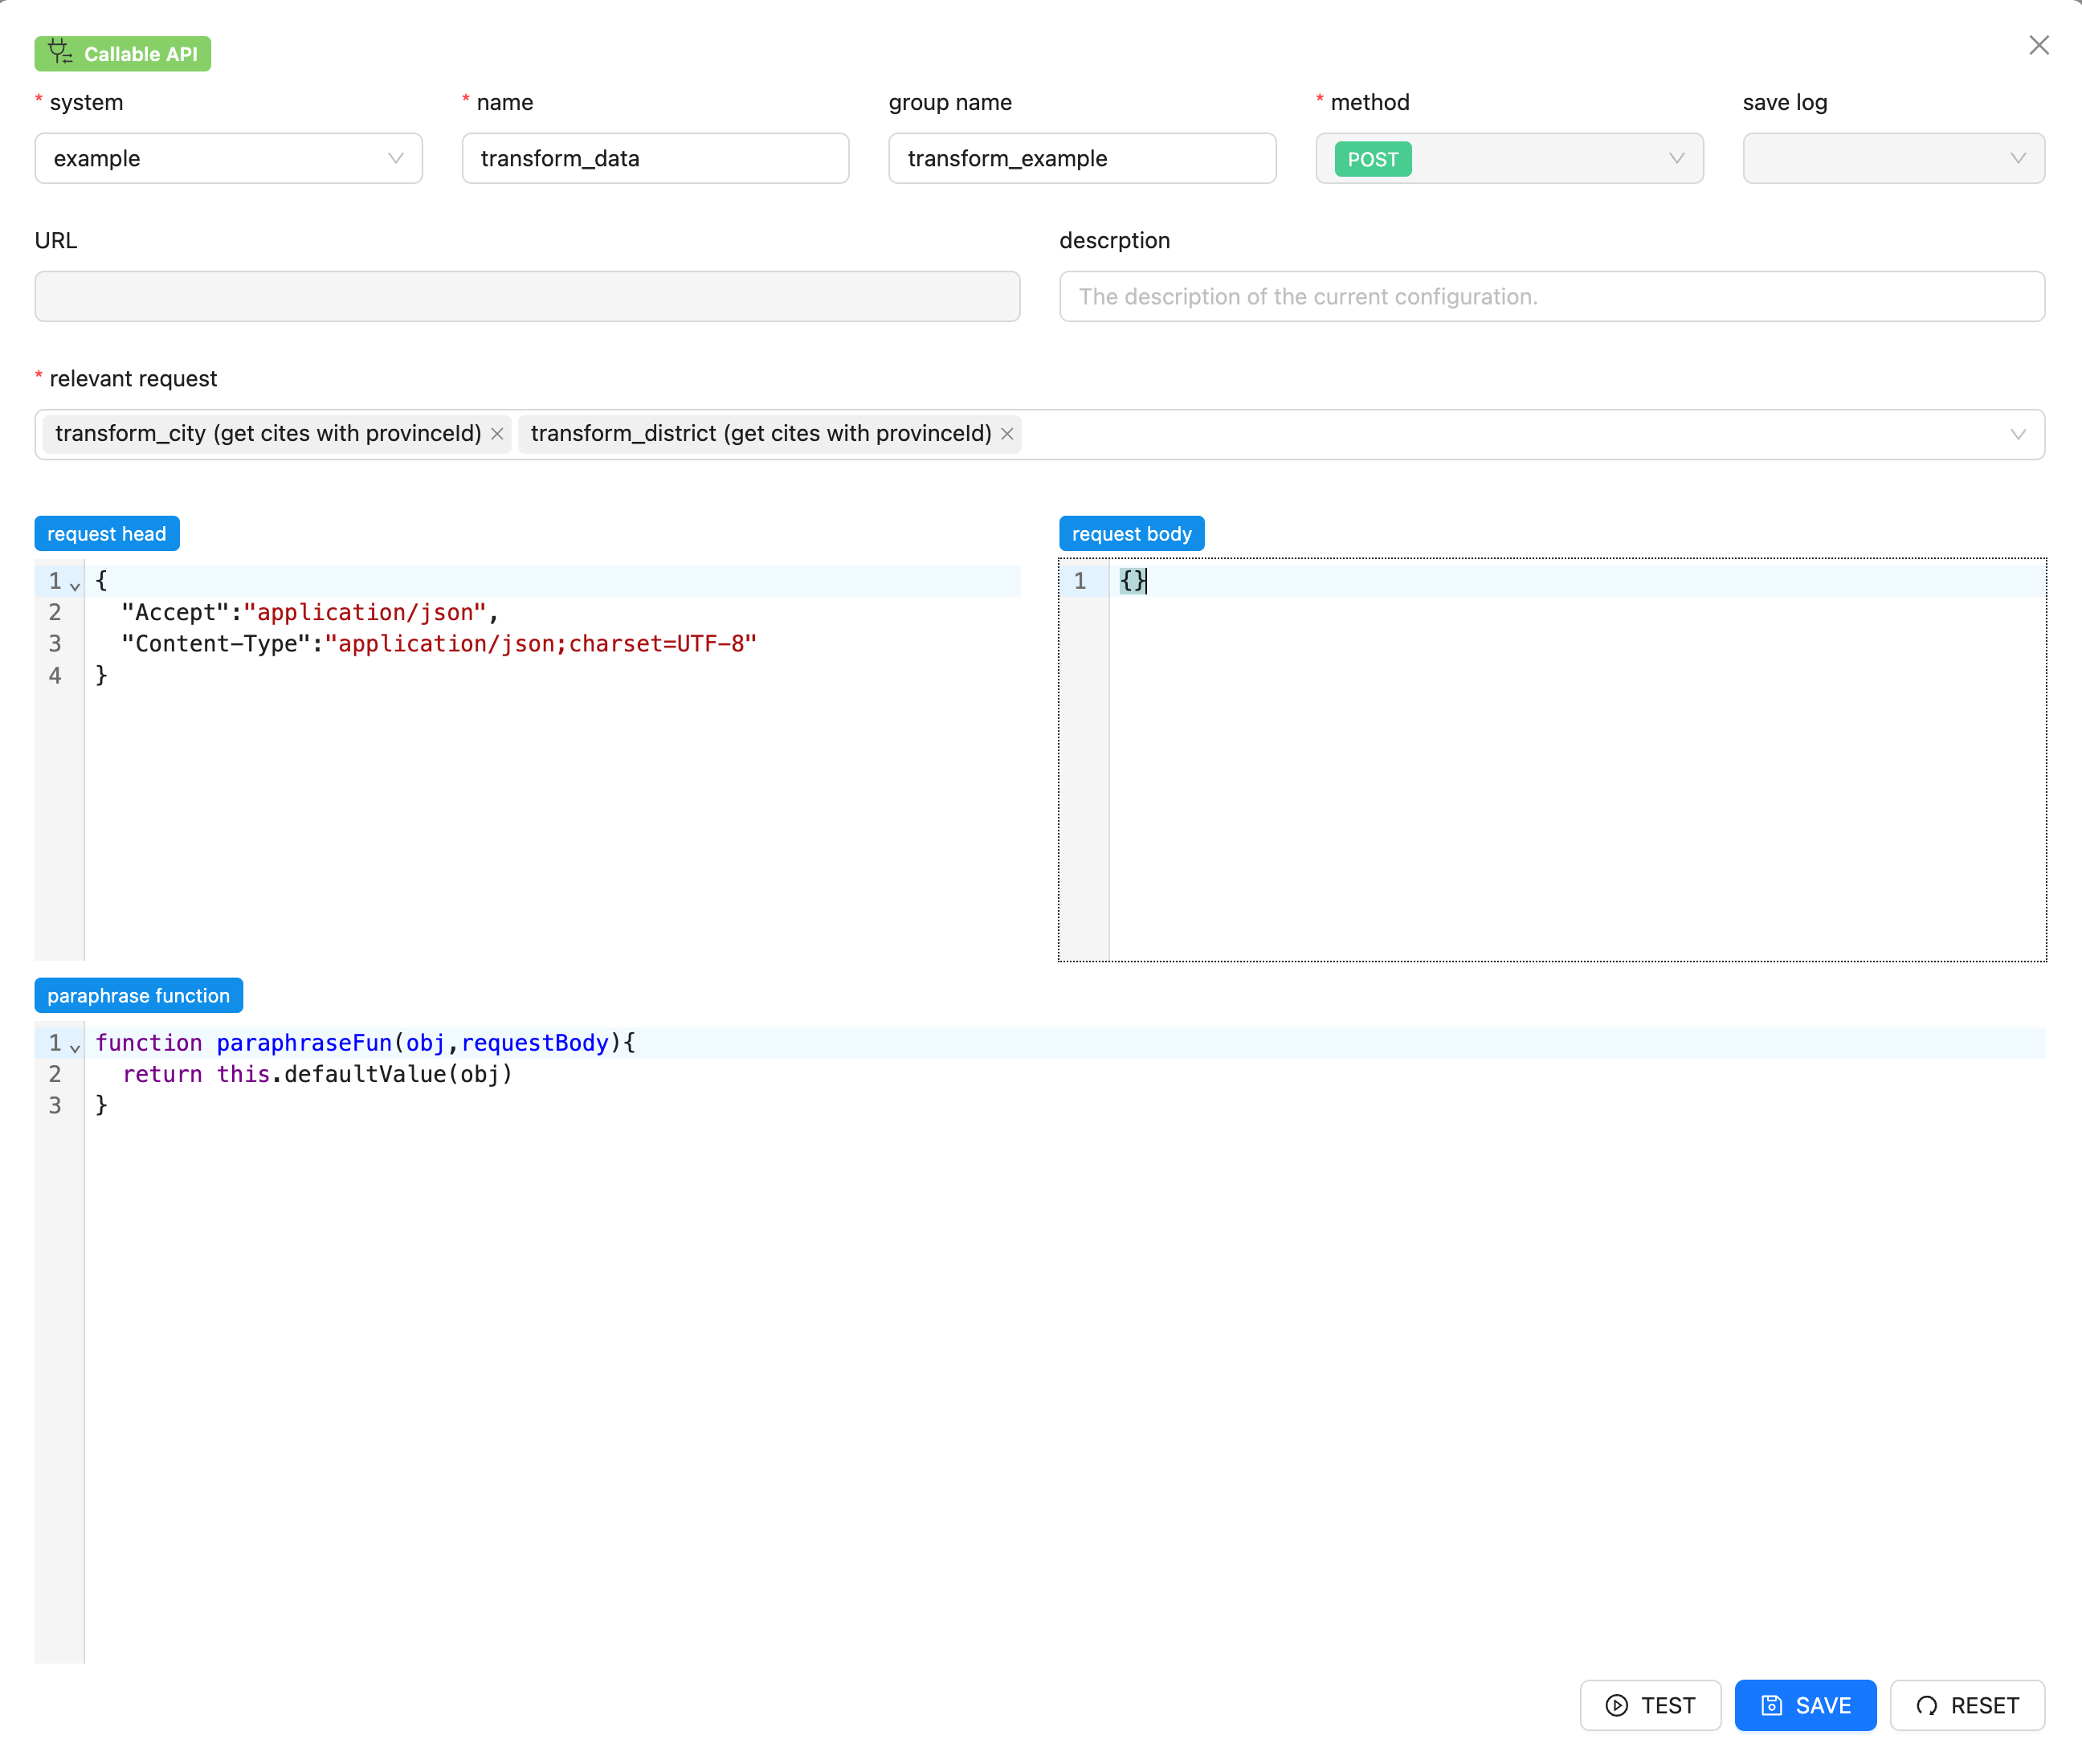 Callable API
* system
* name
group name
* method
save log
example
transform_data
transform_example
POST
URL
descrption
The description of the current configuration.
* relevant request
transform_city (get cites with provinceId)
transform_district (get cites with provinceId)
request head
1 {
2 "Accept":"application/json",
3 "Content-Type":"application/json;charset=UTF-8"
4 }
request body
1 {}
paraphrase function
1 function paraphraseFun(obj,requestBody){
2 return this.defaultValue(obj)
3 }
TEST
SAVE
RESET